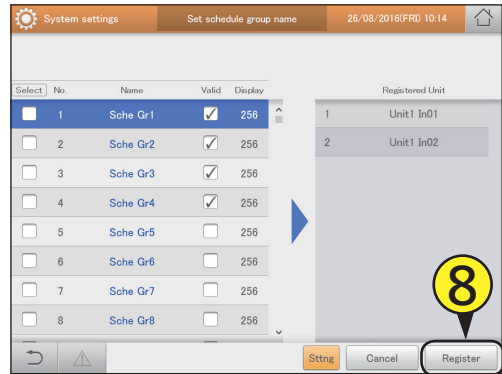 System settings Set schedule group name 26/08/2016(FRI) 10:14
Select No. Name Valid Display Registered Unit
1 Sche Gr1 256 1 Unit1 In01
2 Sche Gr2 256 2 Unit1 In02
3 Sche Gr3 256
4 Sche Gr4 256
5 Sche Gr5 256
6 Sche Gr6 256
7 Sche Gr7 256
8 Sche Gr8 256
8
Sttng Cancel Register